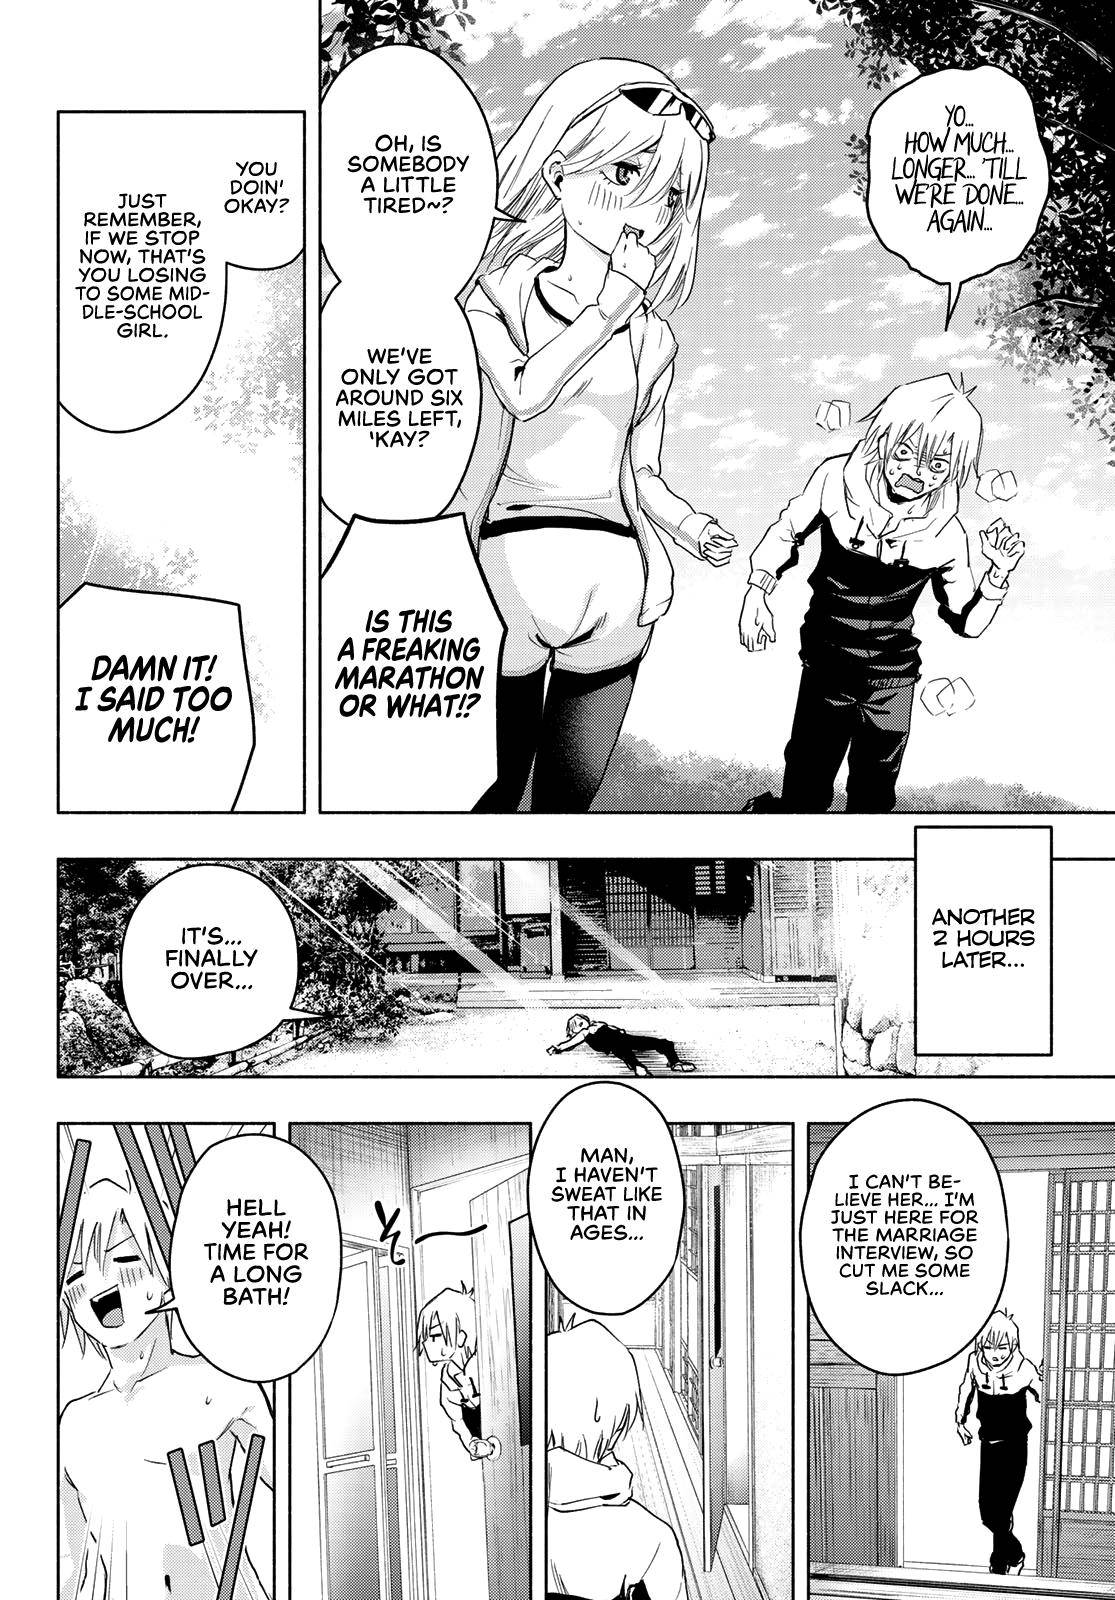 YO...
HOW MUCH...
LONGER... 'TILL
WE'RE DONE...
AGAIN...
OH, IS
SOMEBODY
A LITTLE
TIRED~?
WE'VE
ONLY GOT
AROUND SIX
MILES LEFT,
'KAY?
IS THIS
A FREAKING
MARATHON
OR WHAT!?
YOU
DOIN'
OKAY?
JUST
REMEMBER,
IF WE STOP
NOW, THAT'S
YOU LOSING
TO SOME MID-
DLE-SCHOOL
GIRL.
DAMN IT!
I SAID TOO
MUCH!
ANOTHER
2 HOURS
LATER...
IT'S...
FINALLY
OVER...
I CAN'T BE-
LIEVE HER... I'M
JUST HERE FOR
THE MARRIAGE
INTERVIEW, SO
CUT ME SOME
SLACK...
MAN,
I HAVEN'T
SWEAT LIKE
THAT IN
AGES...
そー
HELL
YEAH!
TIME FOR
A LONG
BATH!